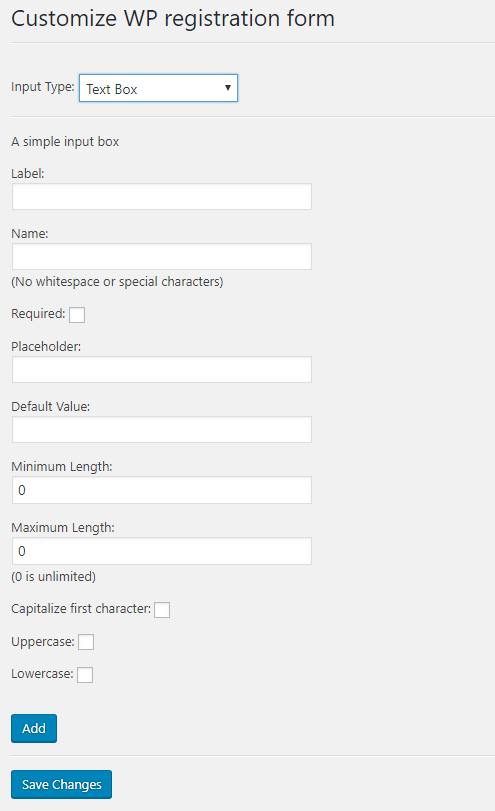 Customize WP registration form
Input Type: Text Box
A simple input box
Label:
Name:
(No whitespace or special characters)
Required:
Placeholder:
Default Value:
Minimum Length:
0
Maximum Length:
0
(0 is unlimited)
Capitalize first character:
Uppercase:
Lowercase:
Add
Save Changes